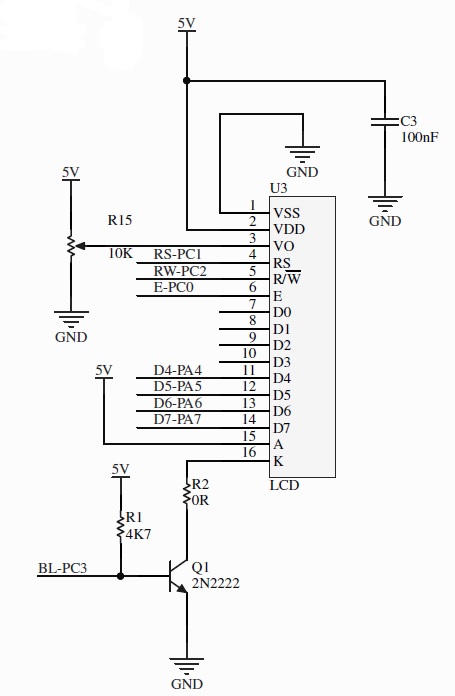 5V
C3
100nF
GND
GND
U3
5V
R15
10K
GND
1 VSS
2 VDD
3 VO
RS-PC1 4 RS
RW-PC2 5 R/W
E-PC0 6 E
7 D0
8 D1
9 D2
10 D3
5V
D4-PA4 11 D4
D5-PA5 12 D5
D6-PA6 13 D6
D7-PA7 14 D7
15 A
16 K
LCD
5V
R2
0R
R1
4K7
BL-PC3
Q1
2N2222
GND